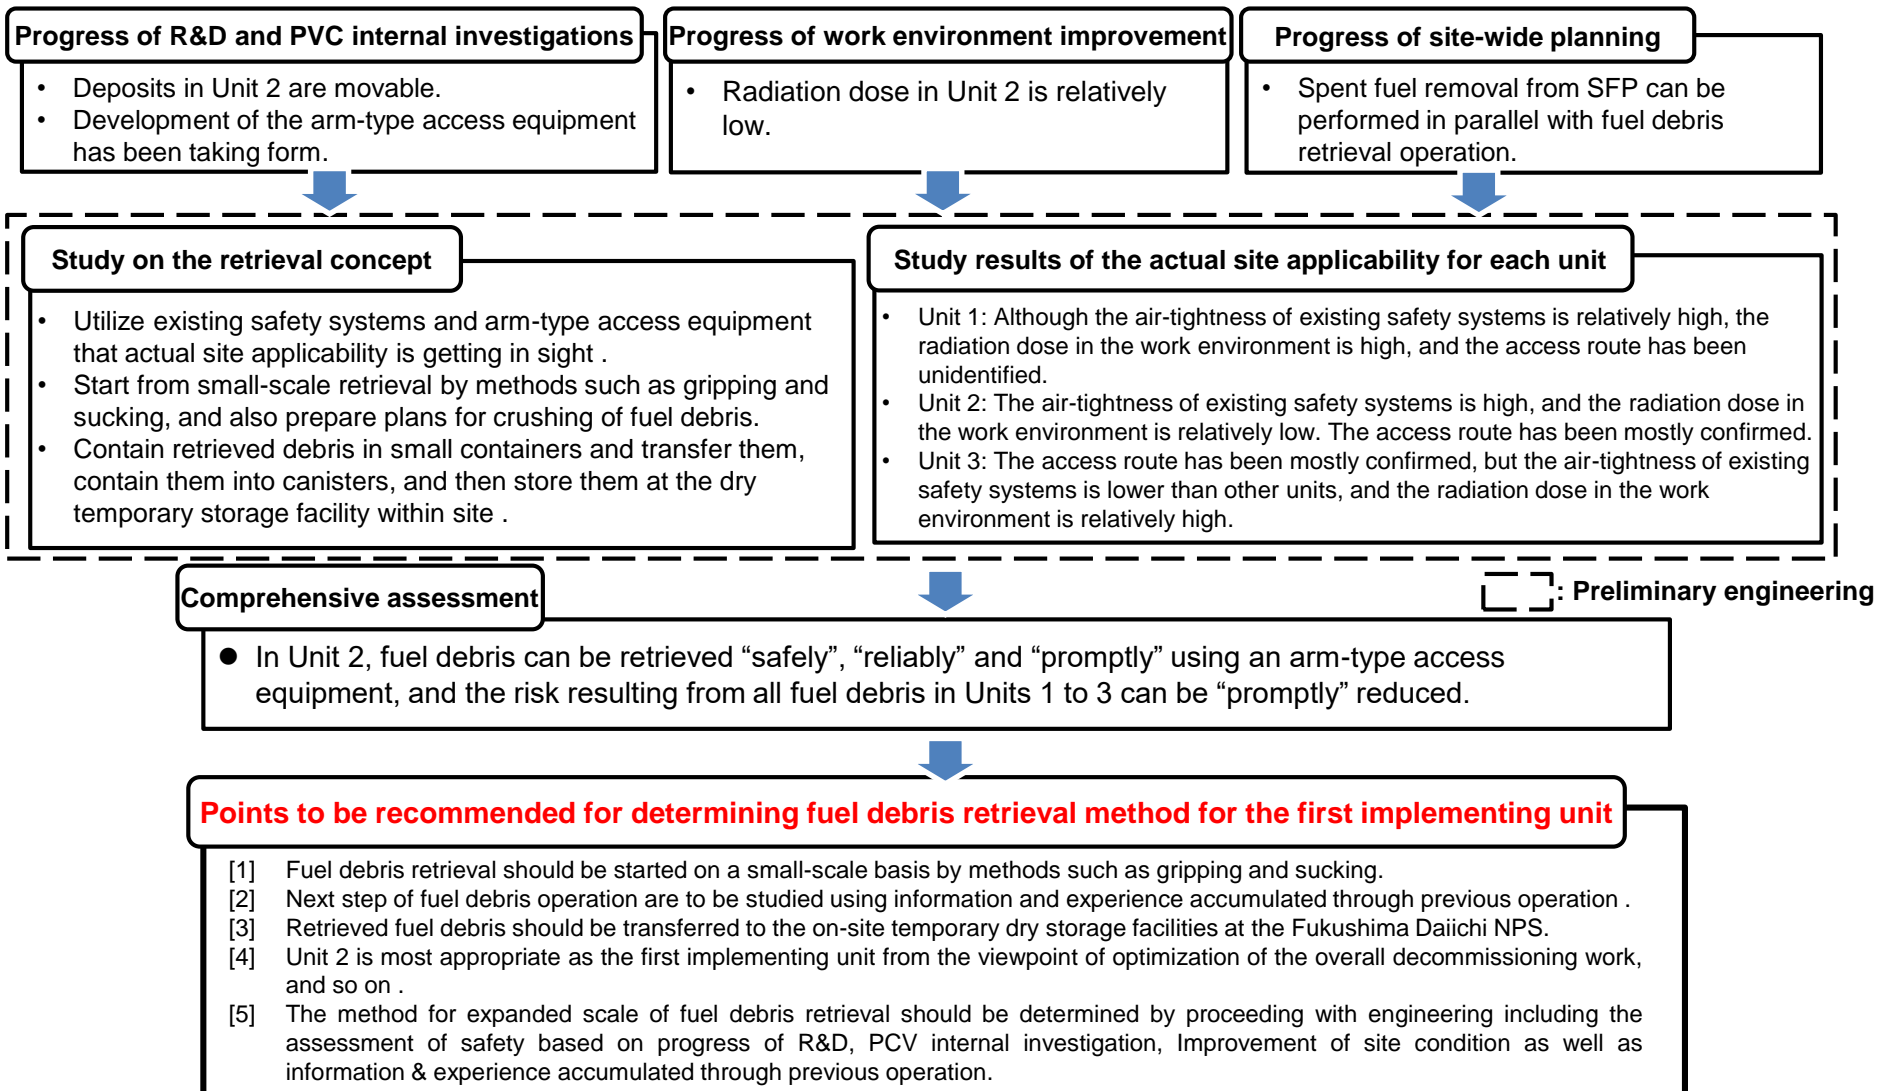 Progress of R&D and PVC internal investigations
• Deposits in Unit 2 are movable.
• Development of the arm-type access equipment
has been taking form.
Progress of work environment improvement
• Radiation dose in Unit 2 is relatively
low.
Progress of site-wide planning
• Spent fuel removal from SFP can be
performed in parallel with fuel debris
retrieval operation.
Study on the retrieval concept
• Utilize existing safety systems and arm-type access equipment
that actual site applicability is getting in sight .
• Start from small-scale retrieval by methods such as gripping and
sucking, and also prepare plans for crushing of fuel debris.
• Contain retrieved debris in small containers and transfer them,
contain them into canisters, and then store them at the dry
temporary storage facility within site .
Study results of the actual site applicability for each unit
• Unit 1: Although the air-tightness of existing safety systems is relatively high, the
radiation dose in the work environment is high, and the access route has been
unidentified.
• Unit 2: The air-tightness of existing safety systems is high, and the radiation dose in
the work environment is relatively low. The access route has been mostly confirmed.
• Unit 3: The access route has been mostly confirmed, but the air-tightness of existing
safety systems is lower than other units, and the radiation dose in the work
environment is relatively high.
: Preliminary engineering
Comprehensive assessment
● In Unit 2, fuel debris can be retrieved “safely”, “reliably” and “promptly” using an arm-type access
equipment, and the risk resulting from all fuel debris in Units 1 to 3 can be “promptly” reduced.
Points to be recommended for determining fuel debris retrieval method for the first implementing unit
[1] Fuel debris retrieval should be started on a small-scale basis by methods such as gripping and sucking.
[2] Next step of fuel debris operation are to be studied using information and experience accumulated through previous operation .
[3] Retrieved fuel debris should be transferred to the on-site temporary dry storage facilities at the Fukushima Daiichi NPS.
[4] Unit 2 is most appropriate as the first implementing unit from the viewpoint of optimization of the overall decommissioning work,
and so on .
[5] The method for expanded scale of fuel debris retrieval should be determined by proceeding with engineering including the
assessment of safety based on progress of R&D, PCV internal investigation, Improvement of site condition as well as
information & experience accumulated through previous operation.